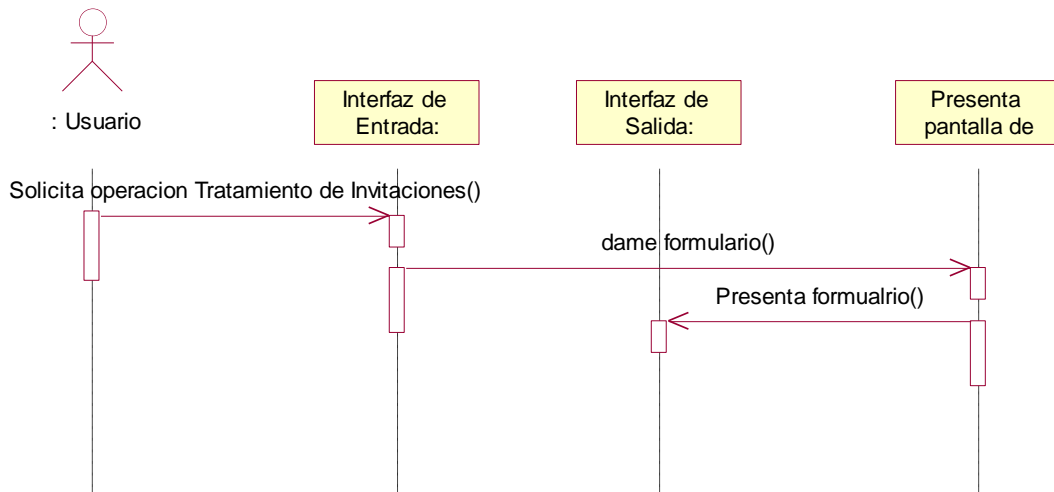 : Usuario
Interfaz de
Entrada:
Interfaz de
Salida:
Presenta
pantalla de
Solicita operacion Tratamiento de Invitaciones()
dame formulario()
Presenta formualrio()